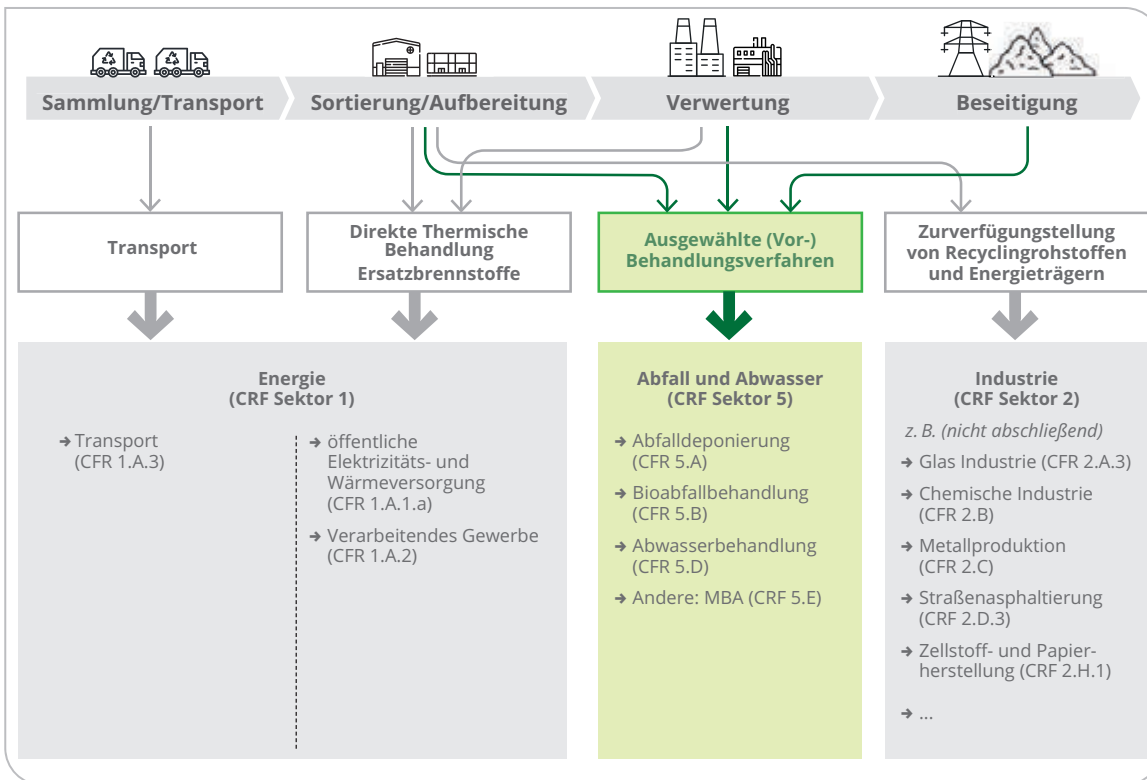 Sammlung/Transport
Sortierung/Aufbereitung
Verwertung
Beseitigung
Transport
Direkte Thermische
Behandlung
Ersatzbrennstoffe
Ausgewählte (Vor-)
Behandlungsverfahren
Zurverfügungstellung
von Recyclingrohstoffen
und Energieträgern
Energie
(CRF Sektor 1)
→ Transport
(CFR 1.A.3)
→ öffentliche
Elektrizitäts- und
Wärmeversorgung
(CFR 1.A.1.a)
→ Verarbeitendes Gewerbe
(CFR 1.A.2)
Abfall und Abwasser
(CRF Sektor 5)
→ Abfalldeponierung
(CFR 5.A)
→ Bioabfallbehandlung
(CFR 5.B)
→ Abwasserbehandlung
(CFR 5.D)
→ Andere: MBA (CRF 5.E)
Industrie
(CRF Sektor 2)
z. B. (nicht abschließend)
→ Glas Industrie (CFR 2.A.3)
→ Chemische Industrie
(CFR 2.B)
→ Metallproduktion
(CFR 2.C)
→ Straßenasphaltierung
(CRF 2.D.3)
→ Zellstoff- und Papier-
herstellung (CRF 2.H.1)
→ ...